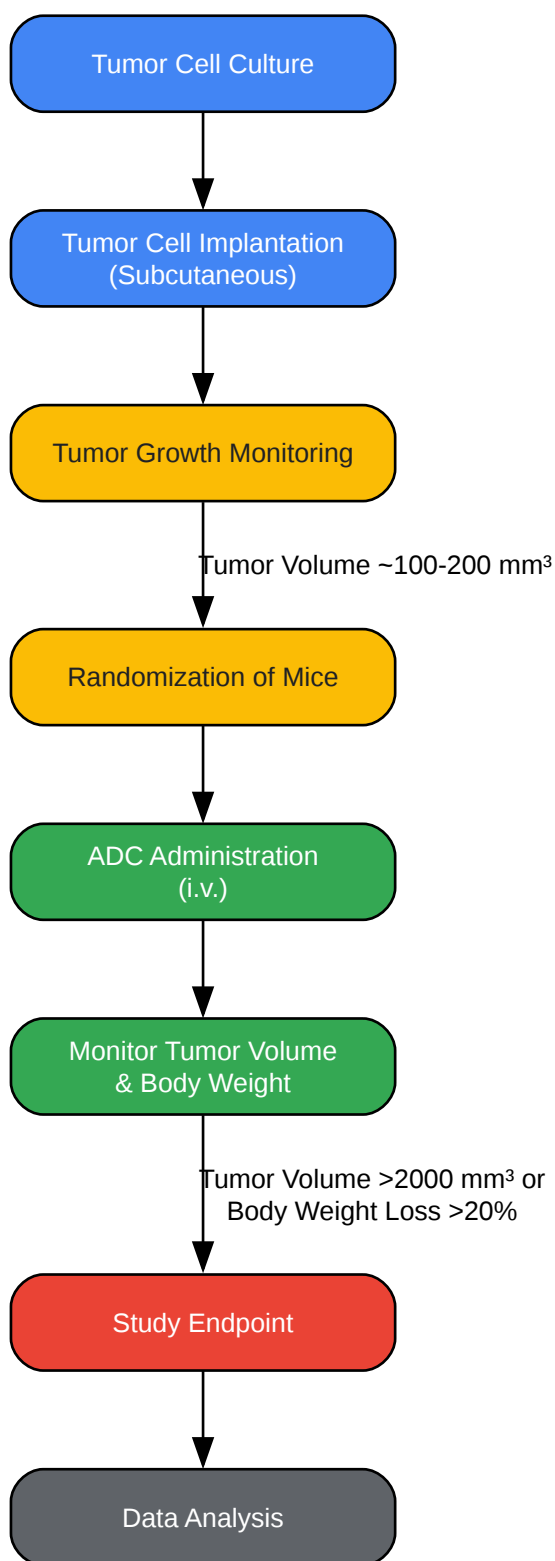 Tumor Cell Culture
Tumor Cell Implantation
(Subcutaneous)
Tumor Growth Monitoring
Tumor Volume ~100-200 mm³
Randomization of Mice
ADC Administration
(i.v.)
Monitor Tumor Volume
& Body Weight
Tumor Volume >2000 mm³ or
Body Weight Loss >20%
Study Endpoint
Data Analysis